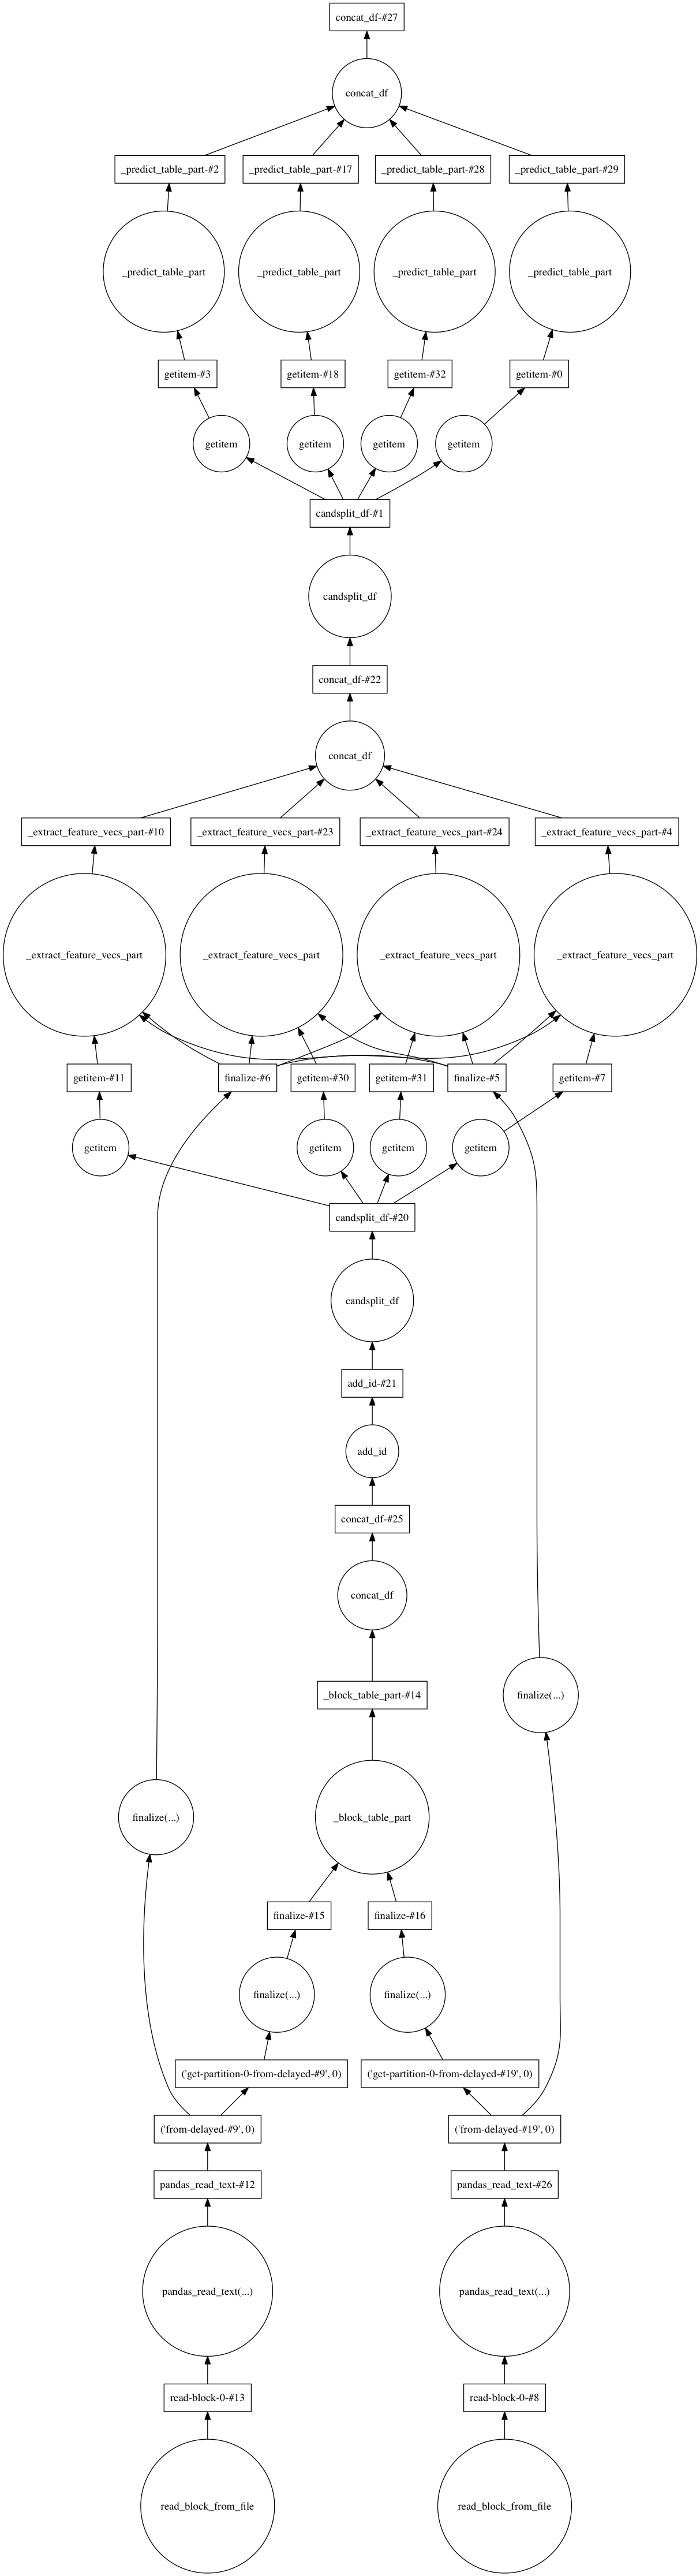 concat_df-#27
concat_df
_predict_table_part-#2
_predict_table_part-#17
_predict_table_part-#28
_predict_table_part-#29
_predict_table_part
_predict_table_part
_predict_table_part
_predict_table_part
getitem-#3
getitem-#18
getitem-#32
getitem-#0
getitem
getitem
getitem
getitem
candsplit_df-#1
candsplit_df
concat_df-#22
concat_df
_extract_feature_vecs_part-#10
_extract_feature_vecs_part-#23
_extract_feature_vecs_part-#24
_extract_feature_vecs_part-#4
_extract_feature_vecs_part
_extract_feature_vecs_part
_extract_feature_vecs_part
_extract_feature_vecs_part
getitem-#11
finalize-#6
getitem-#30
getitem-#31
finalize-#5
getitem-#7
getitem
getitem
getitem
getitem
candsplit_df-#20
candsplit_df
add_id-#21
add_id
concat_df-#25
concat_df
_block_table_part-#14
finalize(...)
finalize(...)
_block_table_part
finalize-#15
finalize-#16
finalize(...)
finalize(...)
('get-partition-0-from-delayed-#9', 0)
('get-partition-0-from-delayed-#19', 0)
('from-delayed-#9', 0)
('from-delayed-#19', 0)
pandas_read_text-#12
pandas_read_text-#26
pandas_read_text(...)
pandas_read_text(...)
read-block-0-#13
read-block-0-#8
read_block_from_file
read_block_from_file